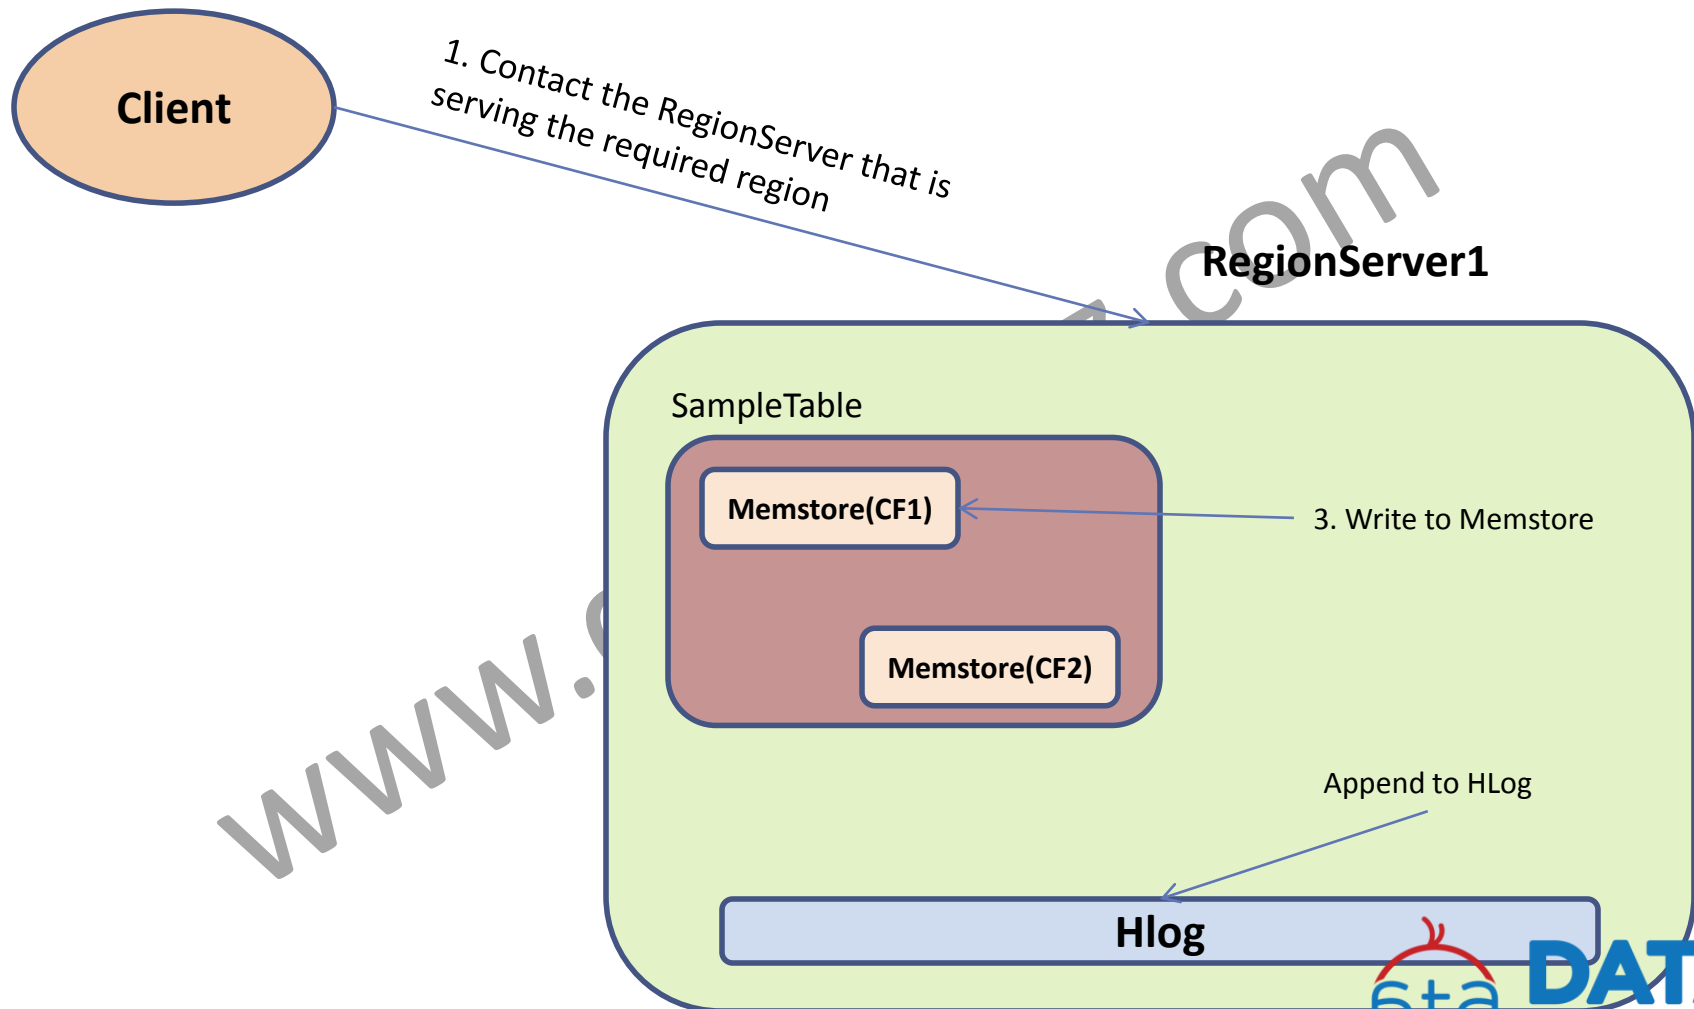 Client
1. Contact the RegionServer that is
serving the required region
RegionServer1
SampleTable
Memstore(CF1)
3. Write to Memstore
Memstore(CF2)
Append to HLog
Hlog